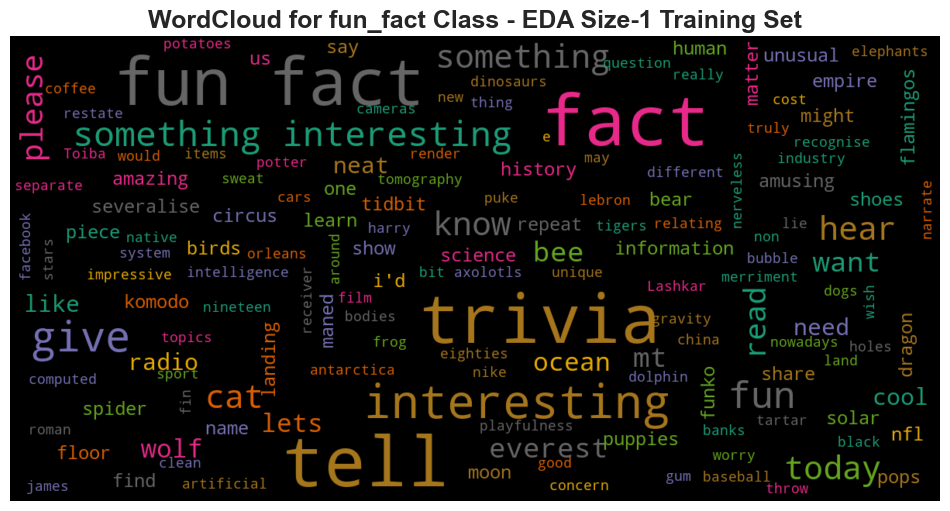 WordCloud for fun_fact Class - EDA Size-1 Training Set
potatoes
us
say
something
human
question
really
matter
unusual
elephants
please
coffee
fun fact
dinosaurs
new
thing
empire
cost
might
restate
cameras
fact
truly
recognise
flamingos
something interesting
e
industry
Toiba
would
items
potter
render
may
neat
history
different
amusing
separate
amazing
sweat
tomography
one
cars
tidbit
puke
lebron
bear
nerveless
shoes
narrate
severalise
circus
learn
harry
know
repeat
tigers
relating
lie
hear
facebook
stars
piece
native
system
birds
orleans
around
show
science
bee
information
non
bubble
want
impressive
intelligence
i'd
bit
axolotls
unique
merriment
like
komodo
nineteen
receiver
maned
film
bodies
Lashkar
read
dogs
wish
give
topics
landing
frog
trivia
gravity
china
need
nowadays
holes
dragon
radio
sport
antarctica
eighties
nike
ocean
dolphin
mt
land
share
computed
fin
cat
interesting
funko
fun
cool
spider
roman
name
lets
playfulness
banks
tartar
solar
nfl
floor
wolf
clean
everest
puppies
worry
black
james
find
artificial
tell
moon
good
concern
gum
baseball
throw
today
pops